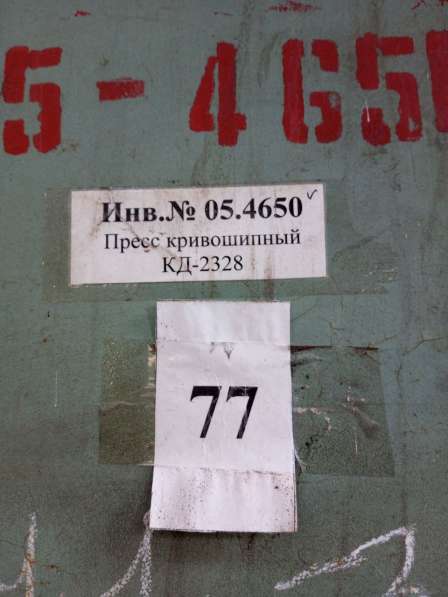 5-465
Инв.№ 05.4650
Пресс кривошипный
КД-2328
77